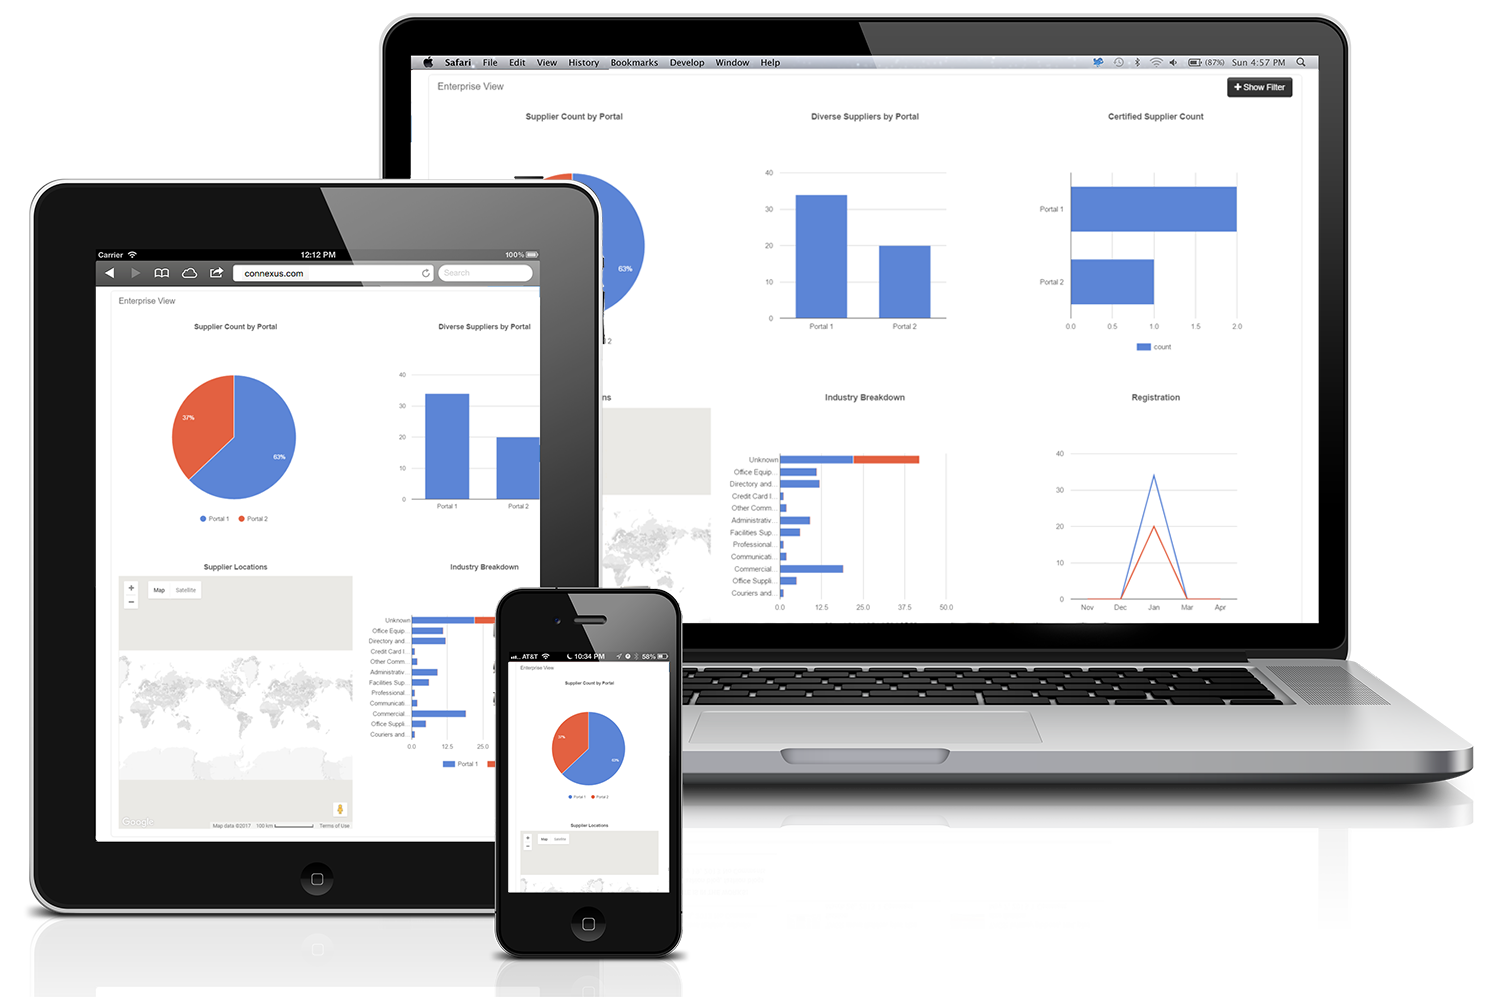 Safari File Edit View History Bookmarks Develop Window Help (87%) Sun 4:57 PM
Enterprise View
+ Show Filter
Supplier Count by Portal
63%
2
Diverse Suppliers by Portal
40
30
20
10
0
Portal 1 Portal 2
Certified Supplier Count
Portal 1
Portal 2
0.0 0.5 1.0 1.5 2.0
count
ns
Industry Breakdown
Unknown
Office Equip...
Directory and...
Credit Card I...
Other Comm...
Administrativ...
Facilities Sup...
Professional...
Communicati...
Commercial...
Office Suppli...
Couriers and...
0.0 12.5 25.0 37.5 50.0
Registration
40
30
20
10
0
Nov Dec Jan Mar Apr
Carrier 12:12 PM 100%
connexus.com Search
Enterprise View
Supplier Count by Portal
37%
63%
Portal 1 Portal 2
Diverse Suppliers by Portal
40
30
20
10
0
Portal 1 Portal 2
Supplier Locations
+
−
Map Satellite
Google
Map data ©2017 100 km Terms of Use
Industry Breakdown
Unknown
Office Equip...
Directory and...
Credit Card I...
Other Comm...
Administrativ...
Facilities Sup...
Professional...
Communicati...
Commercial...
Office Suppli...
Couriers and...
0.0 12.5 25.0
Portal 1
AT&T 10:34 PM 58%
Enterprise View
Supplier Count by Portal
37%
63%
Portal 1 Portal 2
Supplier Locations
+
−
Map Satellite